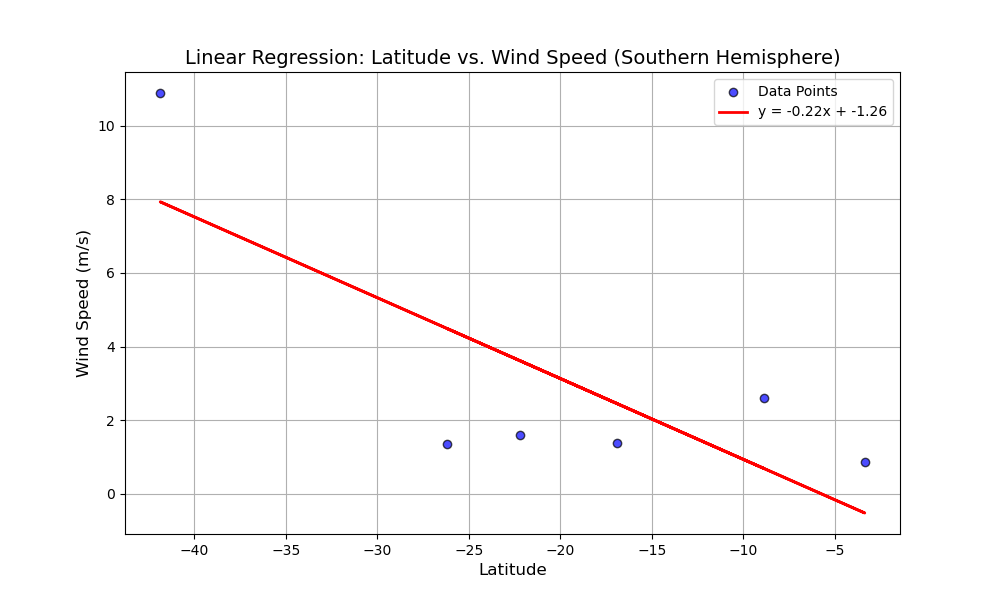 Linear Regression: Latitude vs. Wind Speed (Southern Hemisphere)
Data Points
y = -0.22x + -1.26
Wind Speed (m/s)
10
8
6
4
2
0
−40 −35 −30 −25 −20 −15 −10 −5
Latitude